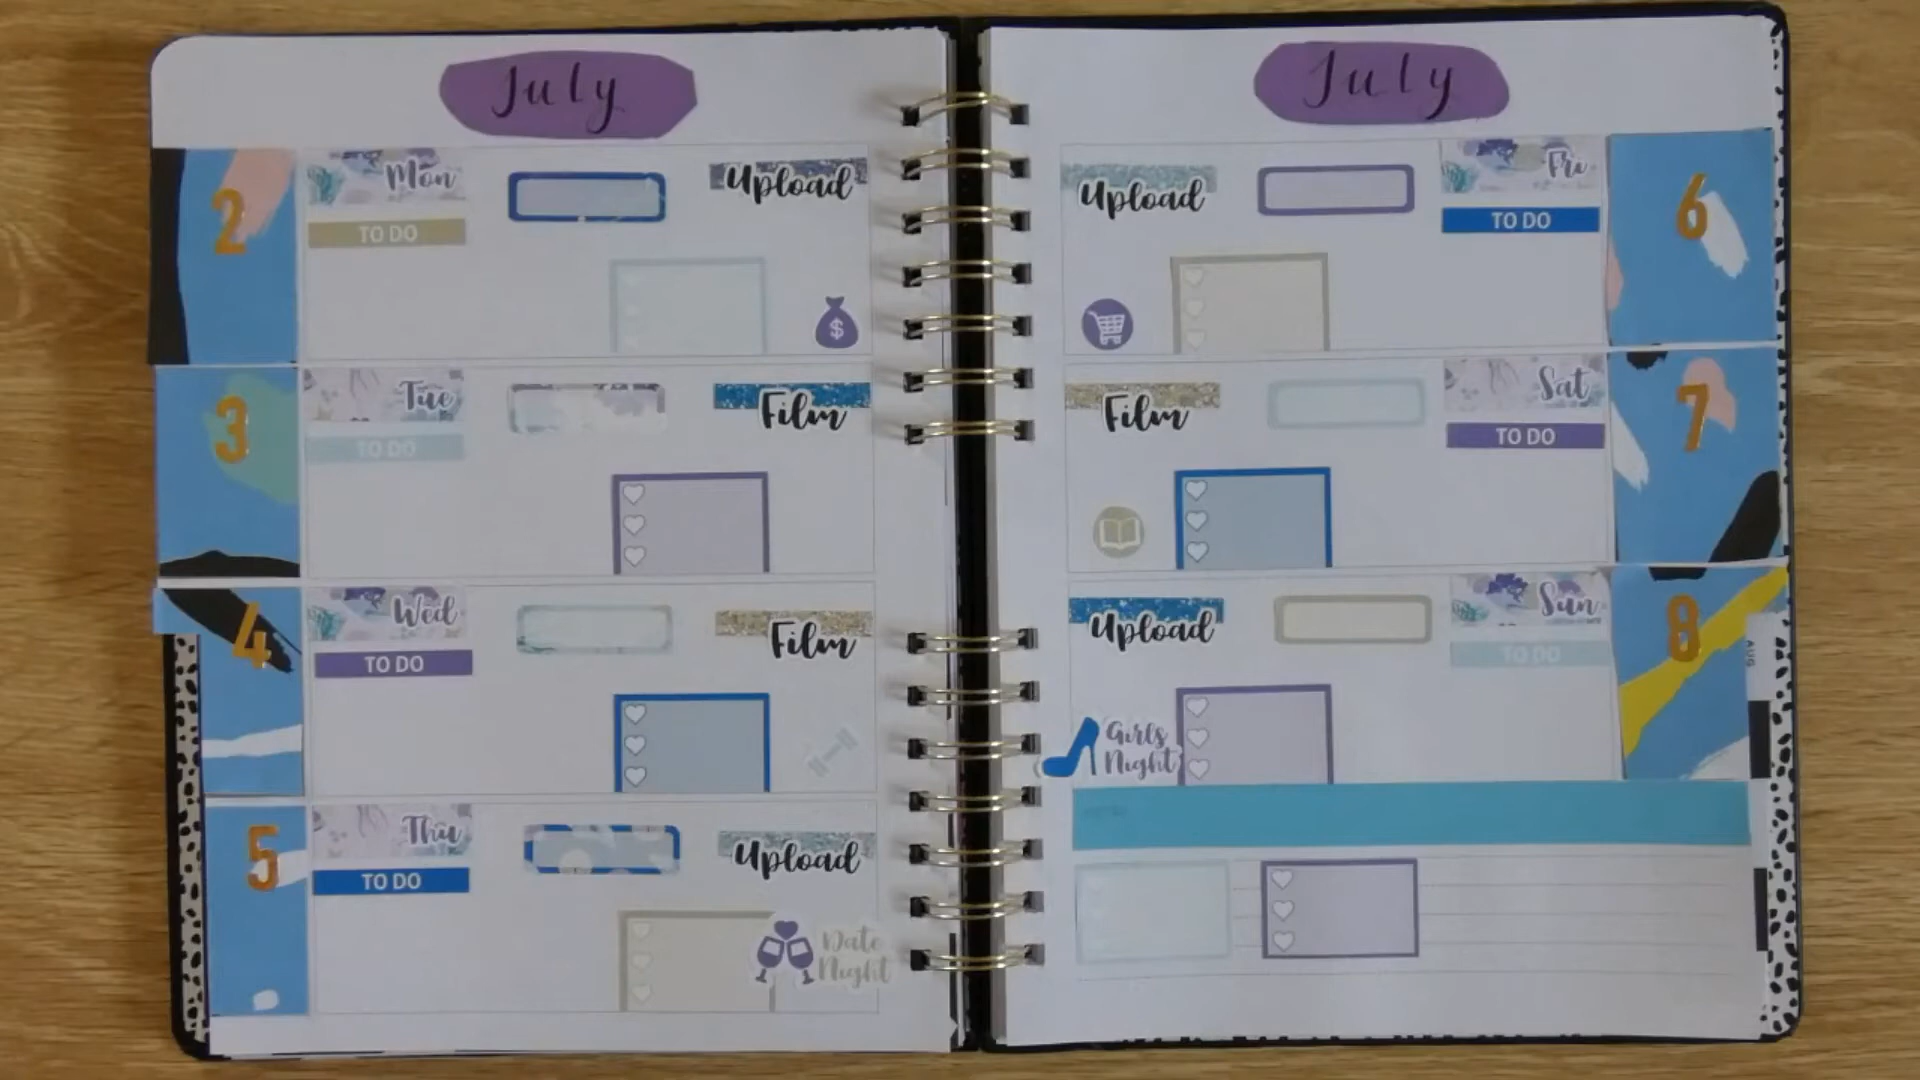 July
2
Mon
Upload
TO DO
$
3
Tue
Film
TO DO
4
Wed
Film
TO DO
5
Thu
Upload
TO DO
Date
Night
July
Upload
Fri
6
TO DO
Film
Sat
7
TO DO
Upload
Sun
8
TO DO
Girls
Night
AUG